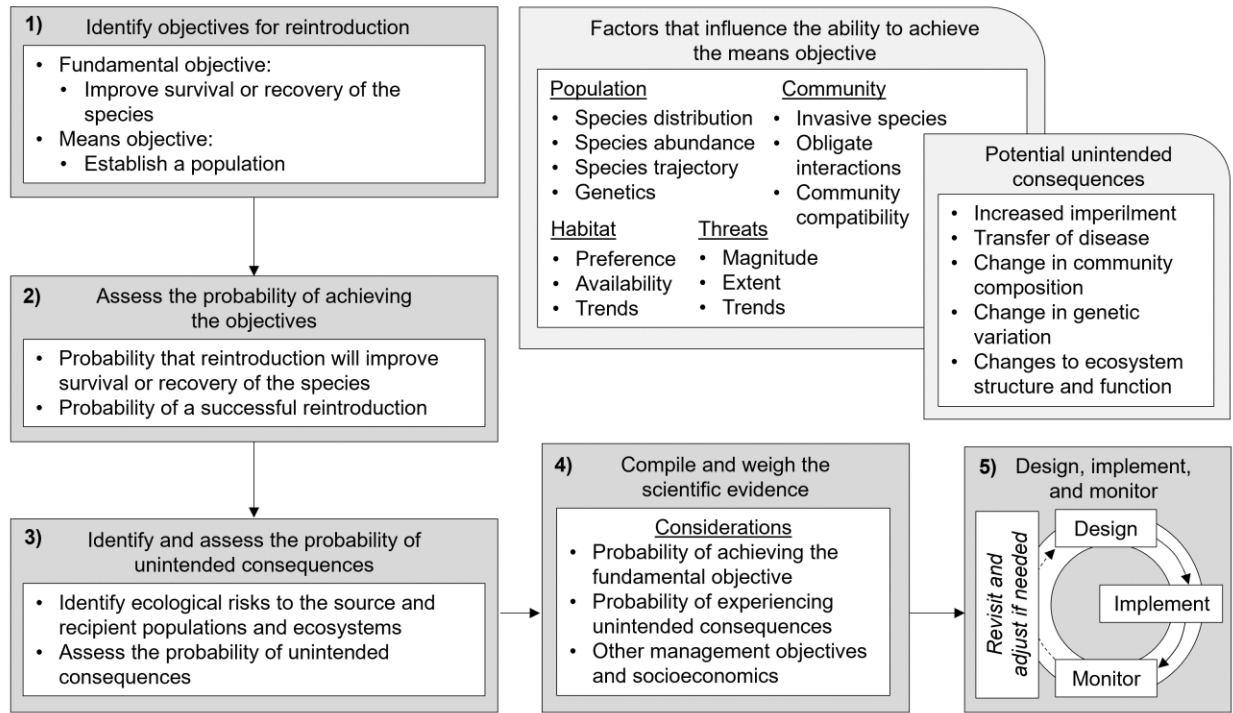 1)
Identify objectives for reintroduction
• Fundamental objective:
• Improve survival or recovery of the
species
• Means objective:
• Establish a population
2)
Assess the probability of achieving
the objectives
• Probability that reintroduction will improve
survival or recovery of the species
• Probability of a successful reintroduction
3)
Identify and assess the probability of
unintended consequences
• Identify ecological risks to the source and
recipient populations and ecosystems
• Assess the probability of unintended
consequences
Factors that influence the ability to achieve
the means objective
Population
• Species distribution
• Species abundance
• Species trajectory
• Genetics
Community
• Invasive species
• Obligate
interactions
• Community
compatibility
Habitat
• Preference
• Availability
• Trends
Threats
• Magnitude
• Extent
• Trends
Potential unintended
consequences
• Increased imperilment
• Transfer of disease
• Change in community
composition
• Change in genetic
variation
• Changes to ecosystem
structure and function
4)
Compile and weigh the
scientific evidence
Considerations
• Probability of achieving the
fundamental objective
• Probability of experiencing
unintended consequences
• Other management objectives
and socioeconomics
5)
Design, implement,
and monitor
Design
Implement
Monitor
Revisit and
adjust if needed